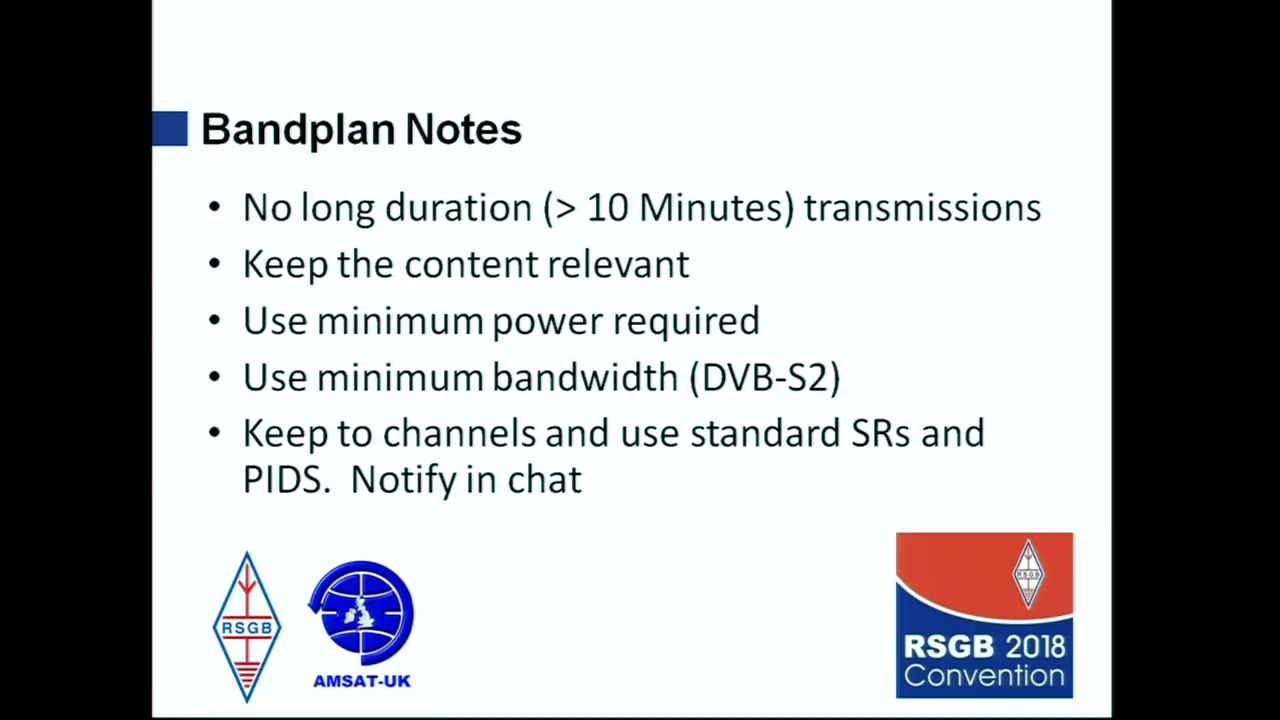 Bandplan Notes
• No long duration (> 10 Minutes) transmissions
• Keep the content relevant
• Use minimum power required
• Use minimum bandwidth (DVB-S2)
• Keep to channels and use standard SRs and
PIDS.  Notify in chat
RSGB
AMSAT-UK
RSGB
RSGB 2018
Convention